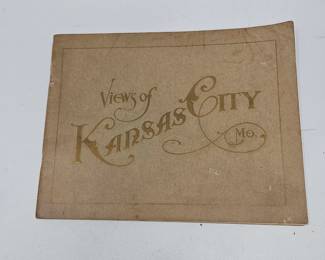 Views of
Kansas City
Mo.